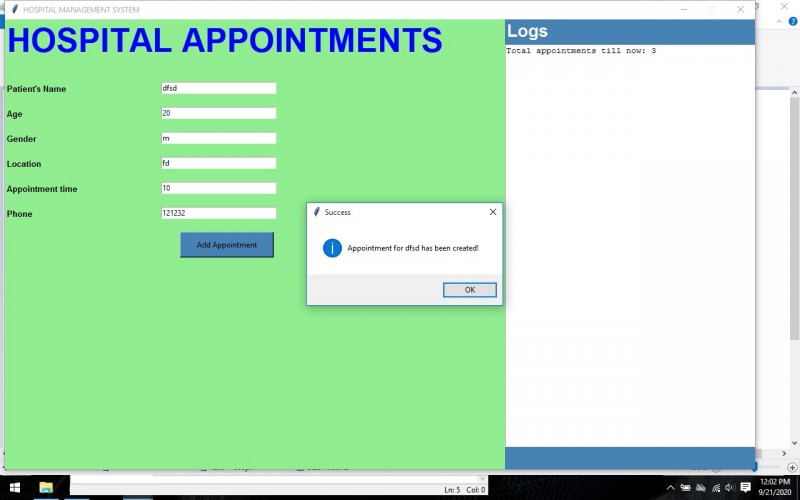 HOSPITAL MANAGEMENT SYSTEM
HOSPITAL APPOINTMENTS
Logs
Total appointments till now: 3
Patient's Name dfsd
Age 20
Gender m
Location fd
Appointment time 10
Phone 121232
Add Appointment
Success
Appointment for dfsd has been created!
OK
Ln: 5 Col: 0
12:02 PM
9/21/2020